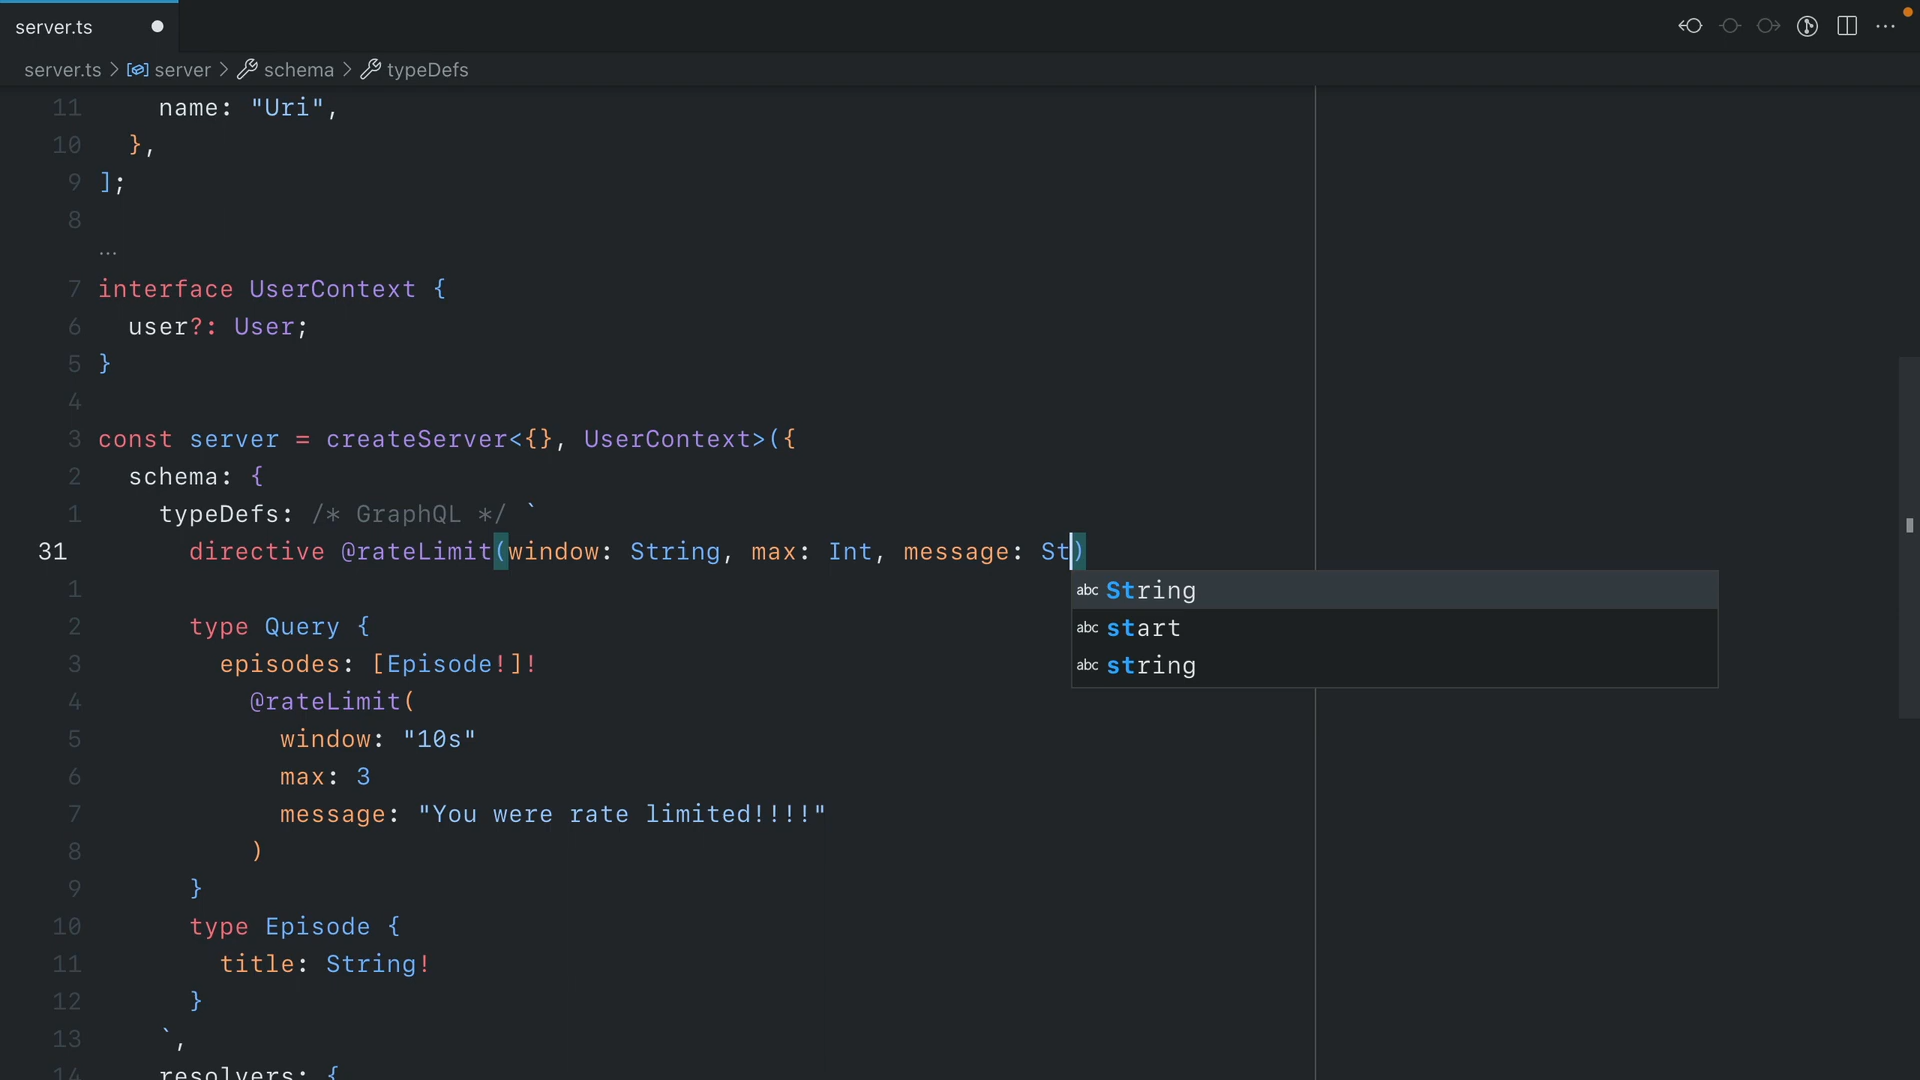 server.ts
server.ts > server > schema > typeDefs
11 name: "Uri",
10 },
9 ];
8
...
7 interface UserContext {
6 user?: User;
5 }
4
3 const server = createServer<{}, UserContext>({
2 schema: {
1 typeDefs: /* GraphQL */ `
31 directive @rateLimit(window: String, max: Int, message: St)
abc String
1
abc start
2 type Query {
abc string
3 episodes: [Episode!]!
4 @rateLimit(
5 window: "10s"
6 max: 3
7 message: "You were rate limited!!!!"
8 )
9 }
10 type Episode {
11 title: String!
12 }
13 `,
14 resolvers: {